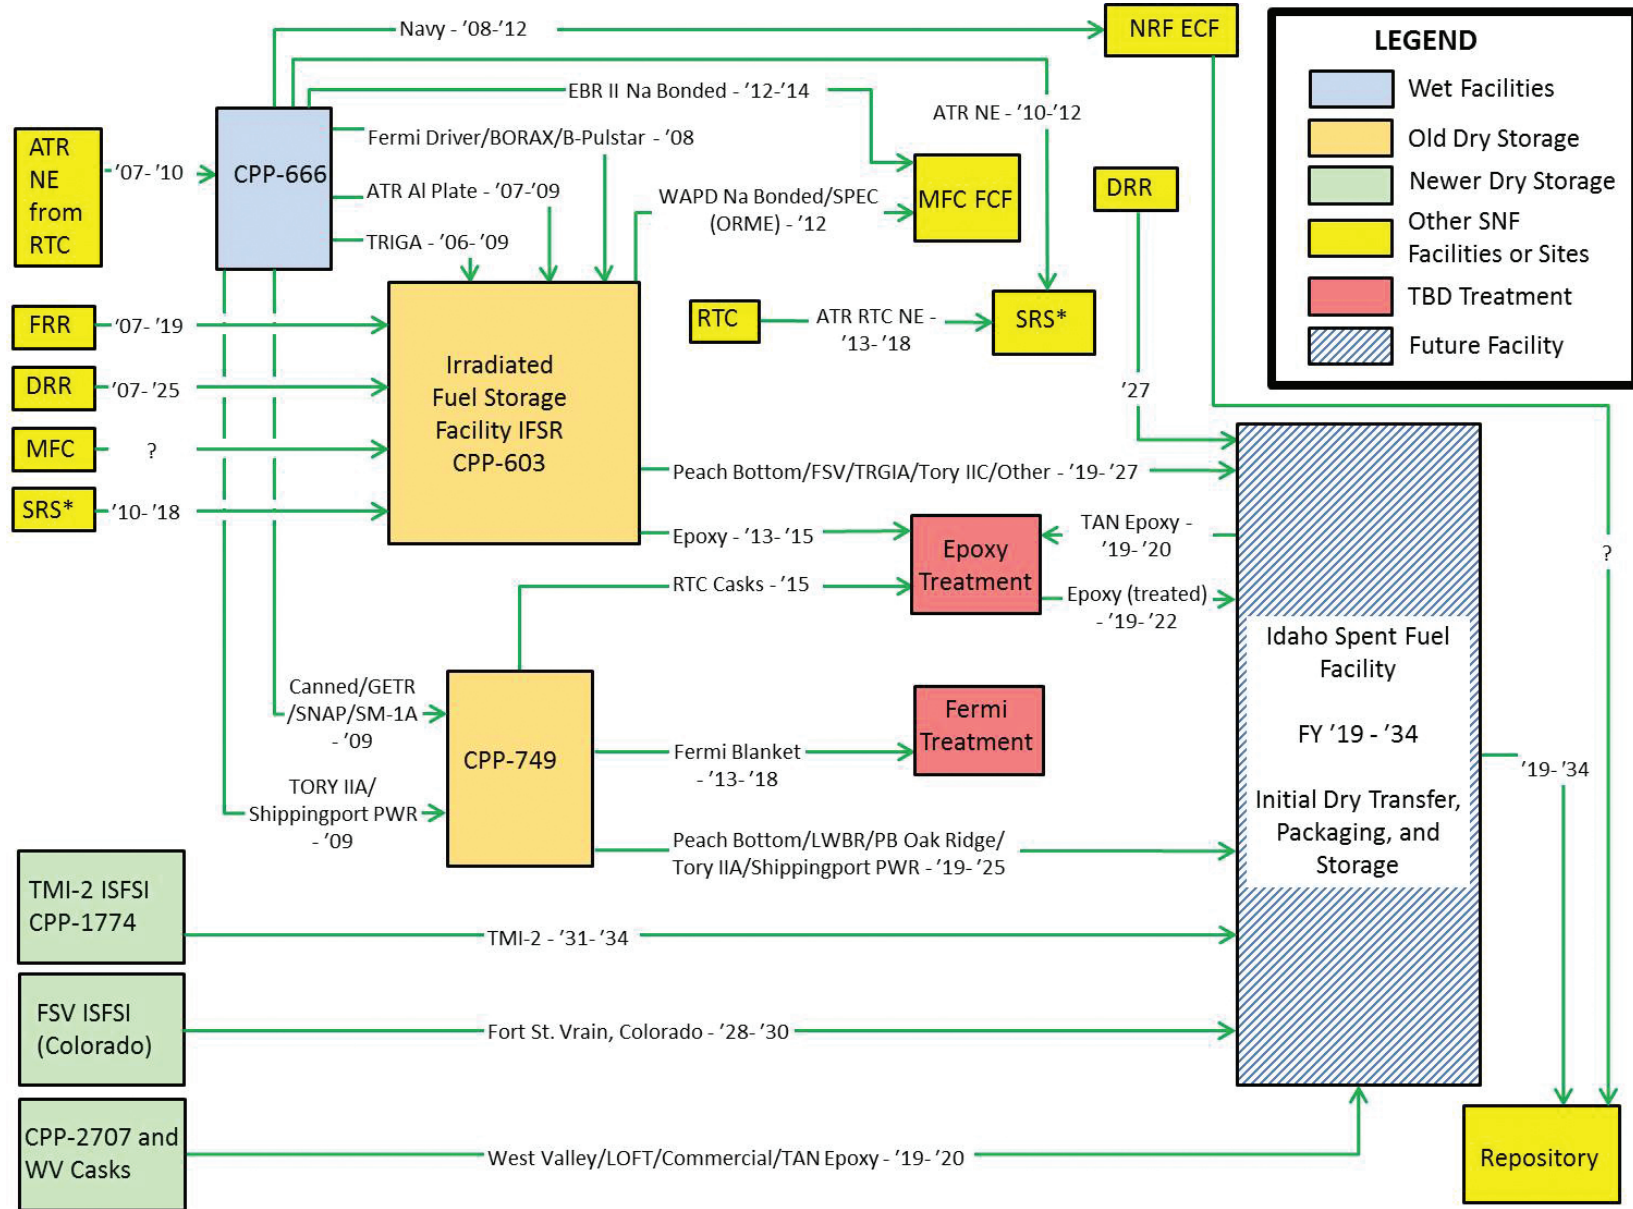 Navy - ’08-’12
NRF ECF
LEGEND
Wet Facilities
Old Dry Storage
Newer Dry Storage
Other SNF
Facilities or Sites
TBD Treatment
Future Facility
EBR II Na Bonded - ’12-’14
ATR NE - ’10-’12
ATR
NE
from
RTC
’07- ’10
CPP-666
Fermi Driver/BORAX/B-Pulstar - ’08
ATR Al Plate - ’07-’09
TRIGA - ’06- ’09
WAPD Na Bonded/SPEC
(ORME) - ’12
MFC FCF
DRR
FRR
’07- ’19
DRR
’07- ’25
MFC
?
SRS*
’10- ’18
Irradiated
Fuel Storage
Facility IFSR
CPP-603
RTC
ATR RTC NE -
’13- ’18
SRS*
’27
Peach Bottom/FSV/TRGIA/Tory IIC/Other - ’19- ’27
Epoxy - ’13- ’15
RTC Casks - ’15
Epoxy
Treatment
TAN Epoxy -
’19- ’20
Epoxy (treated)
- ’19- ’22
?
Idaho Spent Fuel
Facility
FY ’19 - ’34
Initial Dry Transfer,
Packaging, and
Storage
’19- ’34
Canned/GETR
/SNAP/SM-1A
- ’09
TORY IIA/
Shippingport PWR
- ’09
CPP-749
Fermi Blanket
- ’13- ’18
Fermi
Treatment
Peach Bottom/LWBR/PB Oak Ridge/
Tory IIA/Shippingport PWR - ’19- ’25
TMI-2 ISFSI
CPP-1774
TMI-2 - ’31- ’34
FSV ISFSI
(Colorado)
Fort St. Vrain, Colorado - ’28- ’30
CPP-2707 and
WV Casks
West Valley/LOFT/Commercial/TAN Epoxy - ’19- ’20
Repository